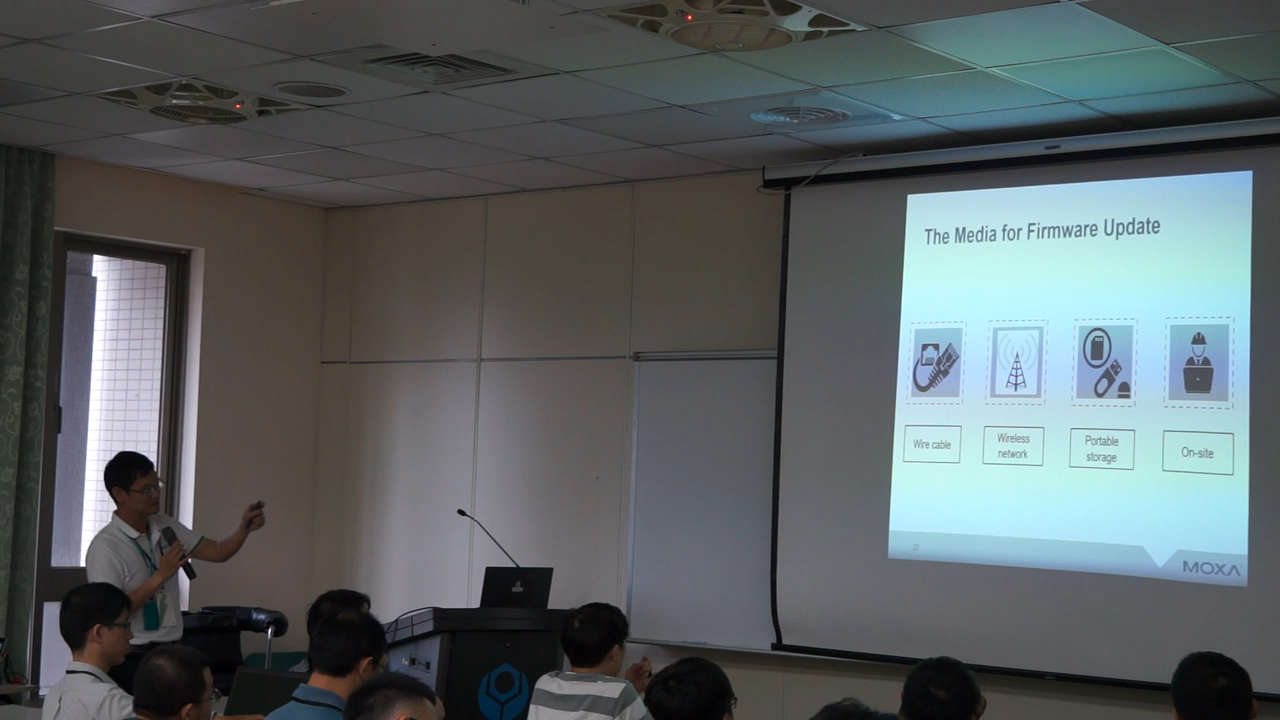 The Media for Firmware Update
Wire cable
Wireless
network
Portable
storage
On-site
MOXA